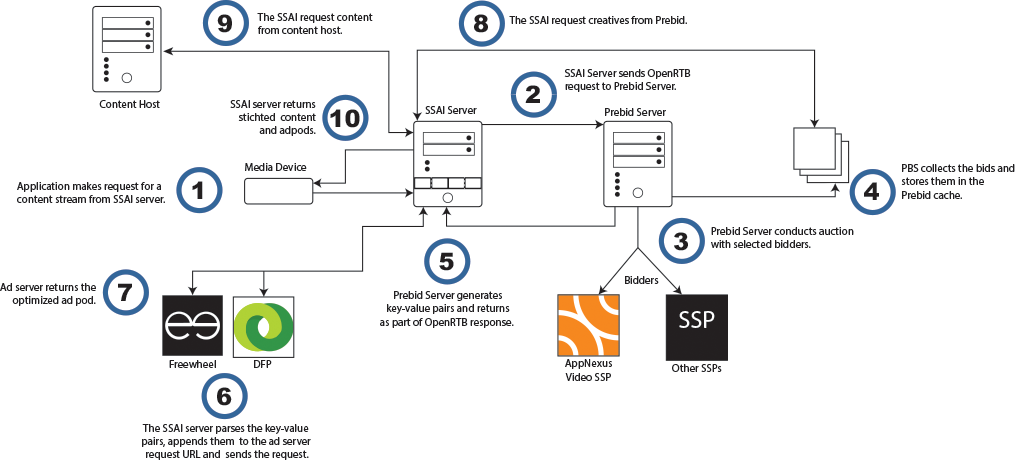 9
The SSAI request content
from content host.
8
The SSAI request creatives from Prebid.
Content Host
2
SSAI Server sends OpenRTB
request to Prebid Server.
SSAI server returns
stichted content
and adpods.
10
SSAI Server
Prebid Server
Media Device
1
Application makes request for a
content stream from SSAI server.
4
PBS collects the bids and
stores them in the
Prebid cache.
3
Prebid Server conducts auction
with selected bidders.
5
Prebid Server generates
key-value pairs and returns
as part of OpenRTB response.
Bidders
Ad server returns the
optimized ad pod.
7
SSP
Freewheel
DFP
AppNexus
Video SSP
Other SSPs
6
The SSAI server parses the key-value
pairs, appends them to the ad server
request URL and sends the request.